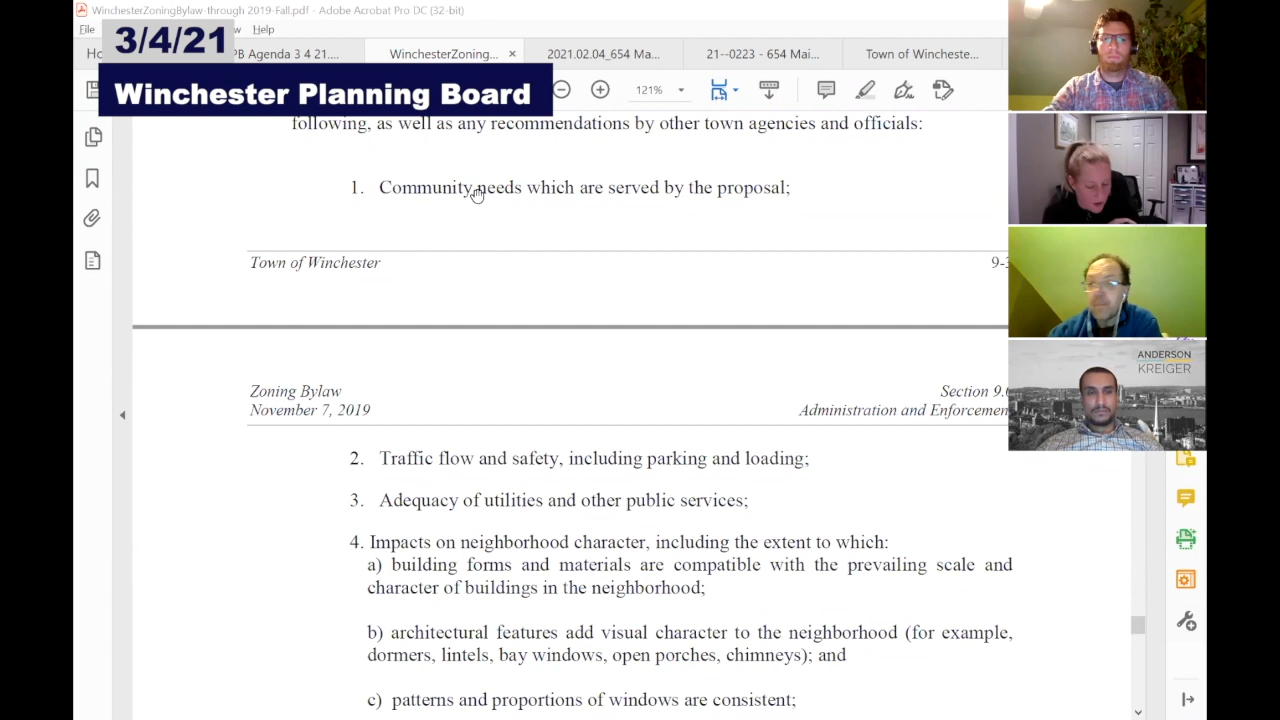 WinchesterZoningBylaw-through 2019-Fall.pdf - Adobe Acrobat Pro DC (32-bit)
File
Help
3/4/21
PB Agenda 3 4 21....
WinchesterZoning... ×
2021.02.04_654 Ma...
21--0223 - 654 Mai...
Town of Wincheste...
Winchester Planning Board
121%
following, as well as any recommendations by other town agencies and officials:
1. Community needs which are served by the proposal;
Town of Winchester
9-3
ANDERSON
KREIGER
Zoning Bylaw
Section 9.0
November 7, 2019
Administration and Enforcemen
2. Traffic flow and safety, including parking and loading;
3. Adequacy of utilities and other public services;
4. Impacts on neighborhood character, including the extent to which:
a) building forms and materials are compatible with the prevailing scale and
character of buildings in the neighborhood;
b) architectural features add visual character to the neighborhood (for example,
dormers, lintels, bay windows, open porches, chimneys); and
c) patterns and proportions of windows are consistent;